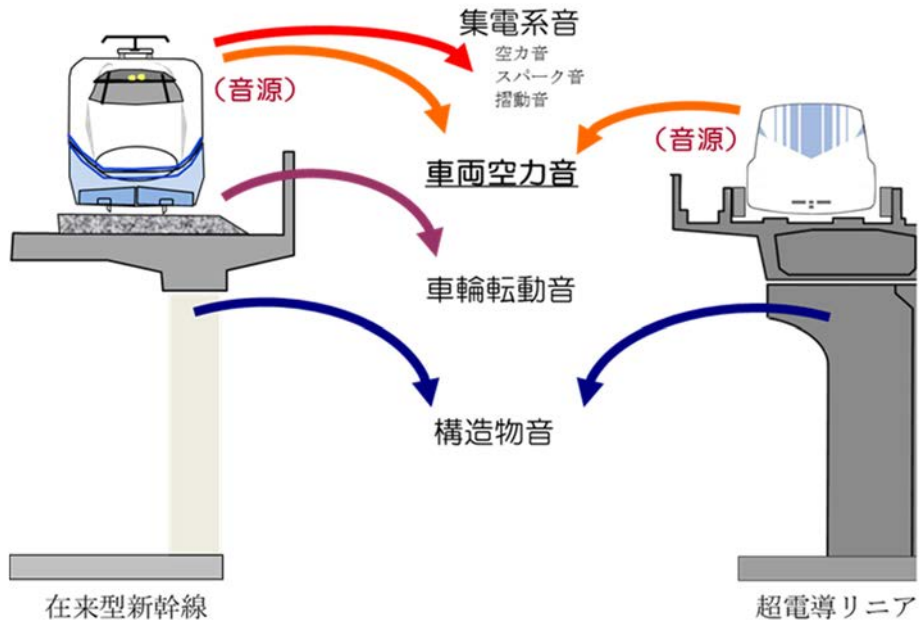 集電系音
空力音
スパーク音
摺動音
(音源)
(音源)
車両空力音
車輪転動音
構造物音
在来型新幹線
超電導リニア